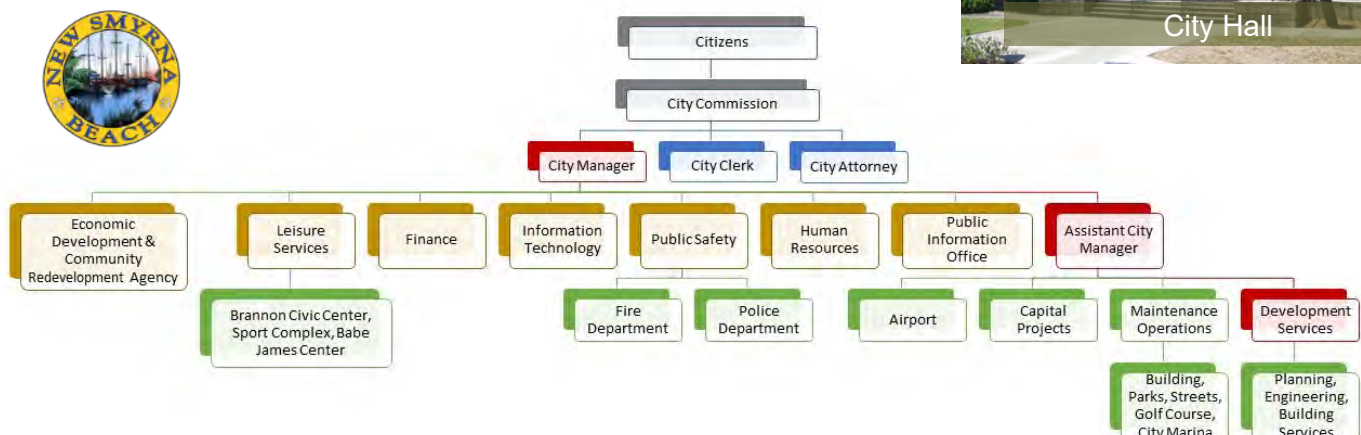 NEW SMYRNA
BEACH
City Hall
Citizens
City Commission
City Manager
City Clerk
City Attorney
Economic
Development &
Community
Redevelopment Agency
Leisure
Services
Finance
Information
Technology
Public Safety
Human
Resources
Public
Information
Office
Assistant City
Manager
Brannon Civic Center,
Sport Complex, Babe
James Center
Fire
Department
Police
Department
Airport
Capital
Projects
Maintenance
Operations
Development
Services
Building,
Parks, Streets,
Golf Course,
City Marina
Planning,
Engineering,
Building
Services